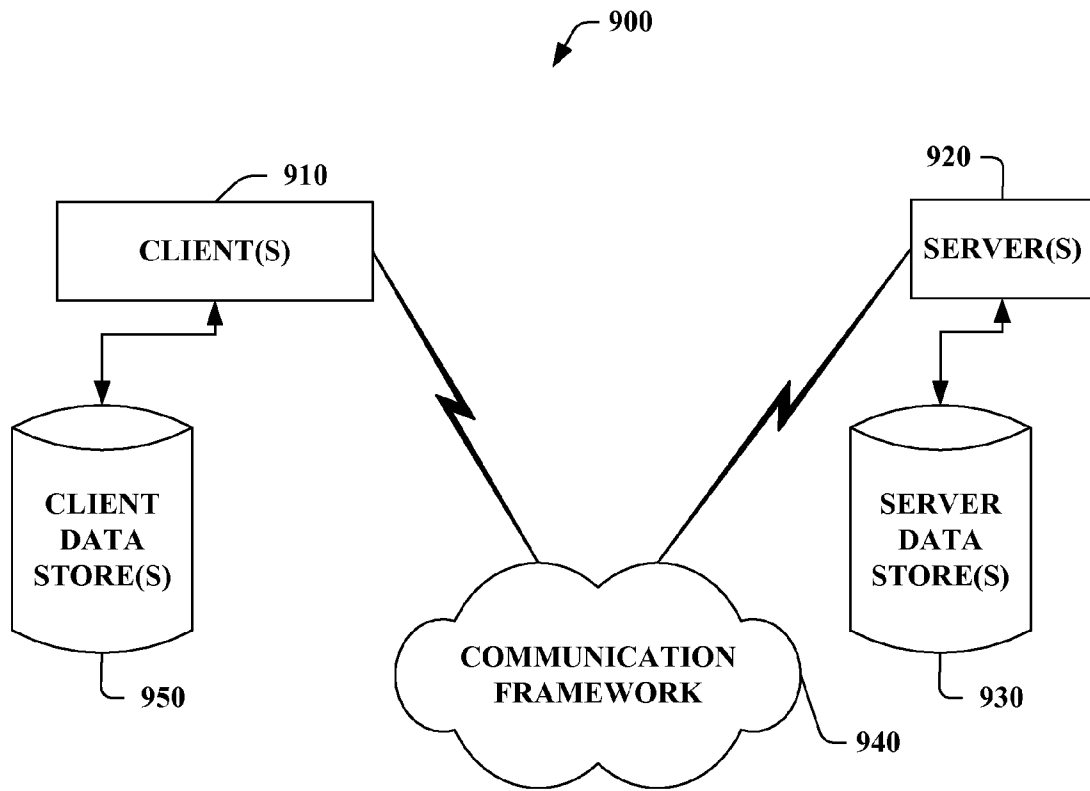 900
910
920
CLIENT(S)
SERVER(S)
CLIENT
DATA
STORE(S)
SERVER
DATA
STORE(S)
COMMUNICATION
FRAMEWORK
950
930
940